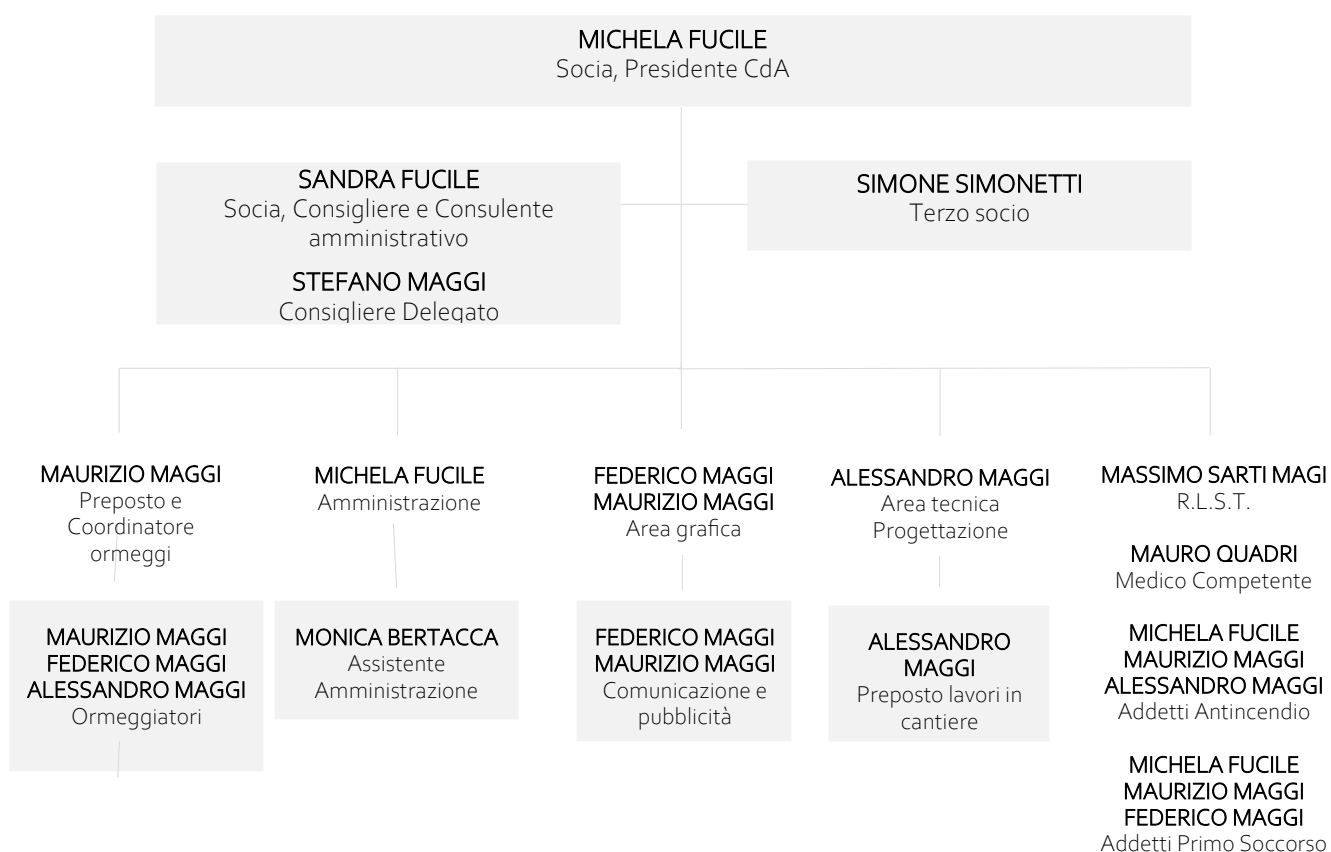 MICHELA FUCILE
Socia, Presidente CdA
SANDRA FUCILE
Socia, Consigliere e Consulente
amministrativo
STEFANO MAGGI
Consigliere Delegato
SIMONE SIMONETTI
Terzo socio
MAURIZIO MAGGI
Preposto e
Coordinatore
ormeggi
MAURIZIO MAGGI
FEDERICO MAGGI
ALESSANDRO MAGGI
Ormeggiatori
MICHELA FUCILE
Amministrazione
MONICA BERTACCA
Assistente
Amministrazione
FEDERICO MAGGI
MAURIZIO MAGGI
Area grafica
FEDERICO MAGGI
MAURIZIO MAGGI
Comunicazione e
pubblicità
ALESSANDRO MAGGI
Area tecnica
Progettazione
ALESSANDRO
MAGGI
Preposto lavori in
cantiere
MASSIMO SARTI MAGI
R.L.S.T.
MAURO QUADRI
Medico Competente
MICHELA FUCILE
MAURIZIO MAGGI
ALESSANDRO MAGGI
Addetti Antincendio
MICHELA FUCILE
MAURIZIO MAGGI
FEDERICO MAGGI
Addetti Primo Soccorso